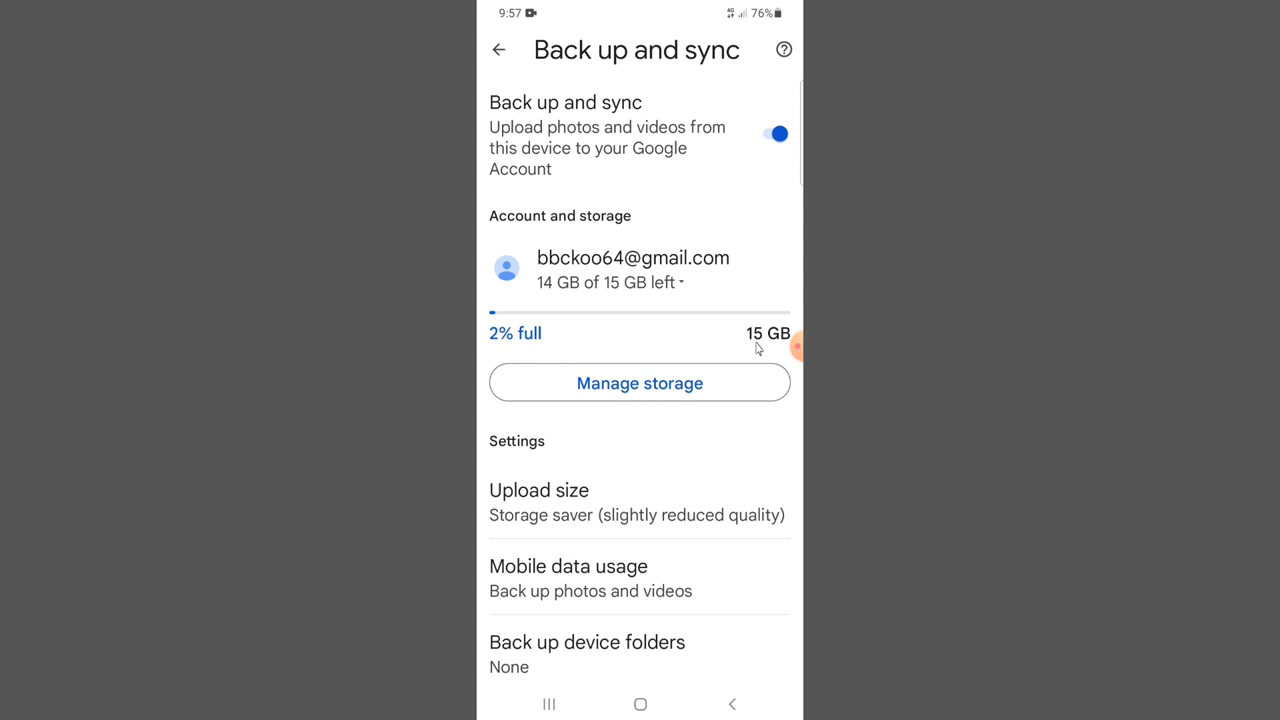 9:57 4G 76%
Back up and sync
Back up and sync
Upload photos and videos from
this device to your Google
Account
Account and storage
bbckoo64@gmail.com
14 GB of 15 GB left
2% full 15 GB
Manage storage
Settings
Upload size
Storage saver (slightly reduced quality)
Mobile data usage
Back up photos and videos
Back up device folders
None